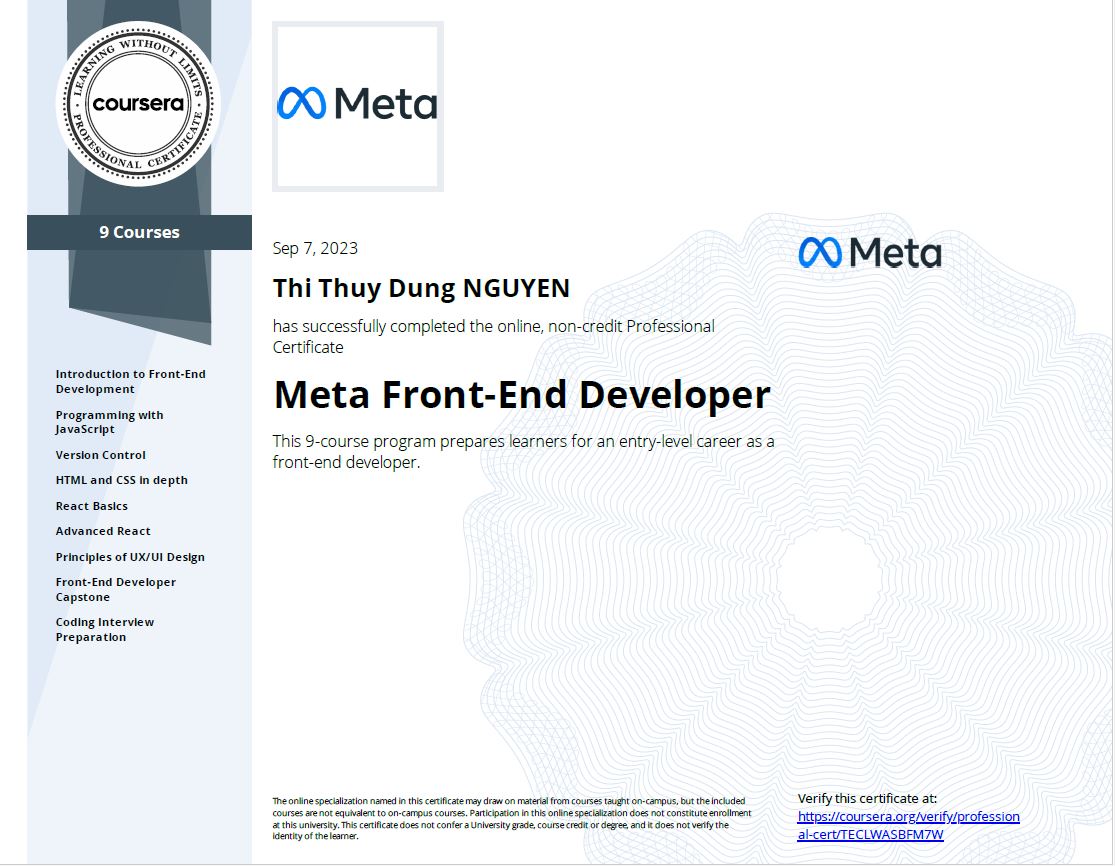 LEARNING WITHOUT LIMITS
coursera
PROFESSIONAL CERTIFICATE
9 Courses
Introduction to Front-End
Development
Programming with
JavaScript
Version Control
HTML and CSS in depth
React Basics
Advanced React
Principles of UX/UI Design
Front-End Developer
Capstone
Coding Interview
Preparation
Meta
Sep 7, 2023
Thi Thuy Dung NGUYEN
has successfully completed the online, non-credit Professional
Certificate
Meta Front-End Developer
This 9-course program prepares learners for an entry-level career as a
front-end developer.
Meta
The online specialization named in this certificate may draw on material from courses taught on-campus, but the included
courses are not equivalent to on-campus courses. Participation in this online specialization does not constitute enrollment
at this university. This certificate does not confer a University grade, course credit or degree, and it does not verify the
identity of the learner.
Verify this certificate at:
https://coursera.org/verify/profession
al-cert/TECLWASBFM7W